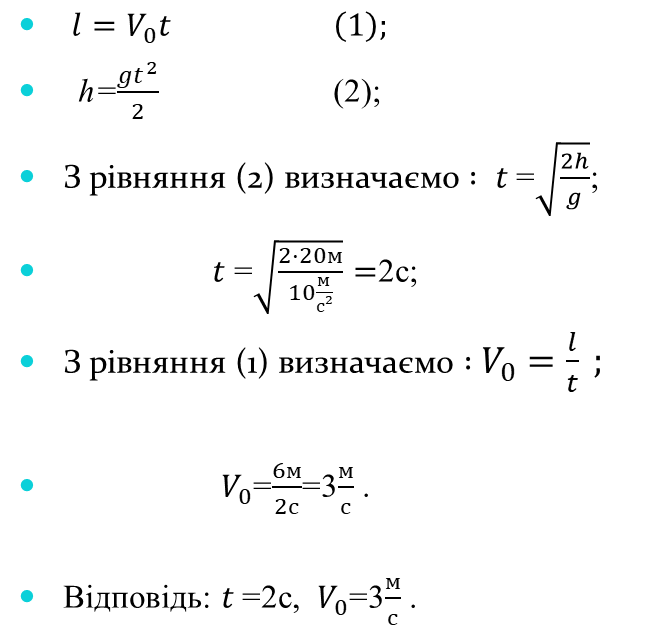 • l = V₀t (1);
• h=gt²/2 (2);
• З рівняння (2) визначаємо : t =√(2h/g);
• t =√(2·20м/10м/с²) =2с;
• З рівняння (1) визначаємо : V₀ = l/t ;
• V₀=6м/2с=3м/с .
• Відповідь: t =2с, V₀=3м/с .